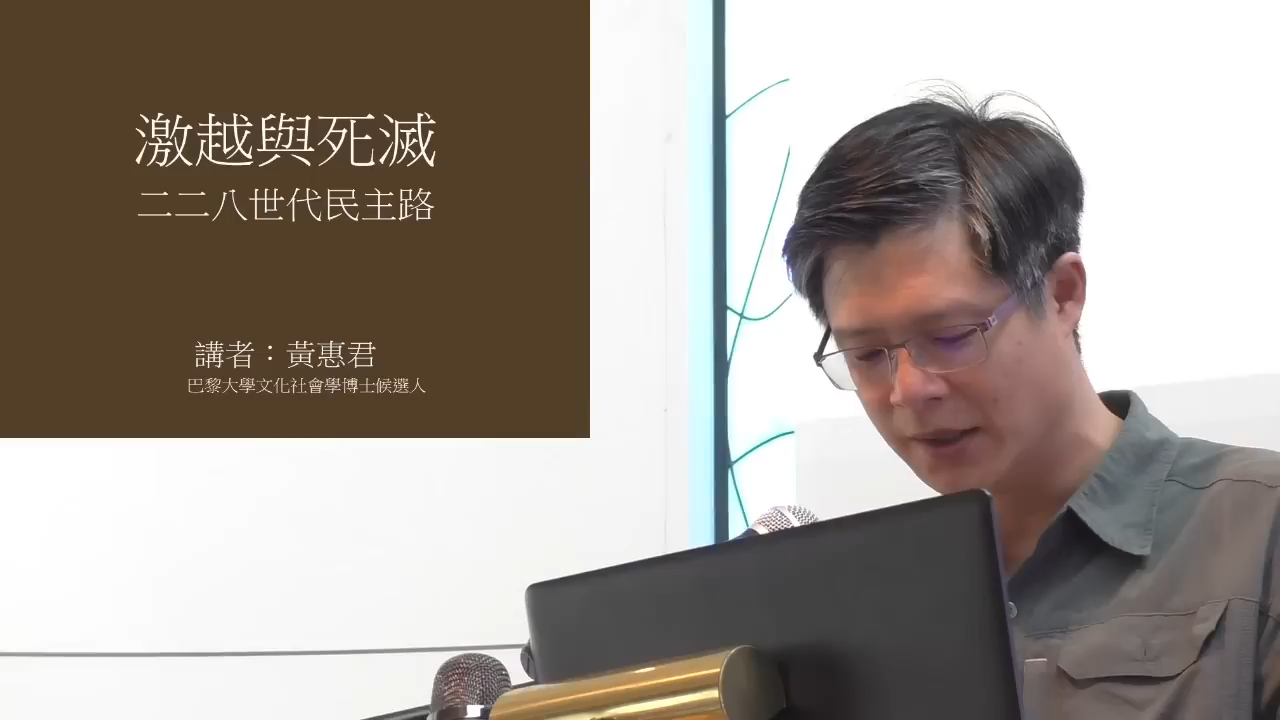 激越與死滅
二二八世代民主路
講者：黃惠君
巴黎大學文化社會學博士候選人